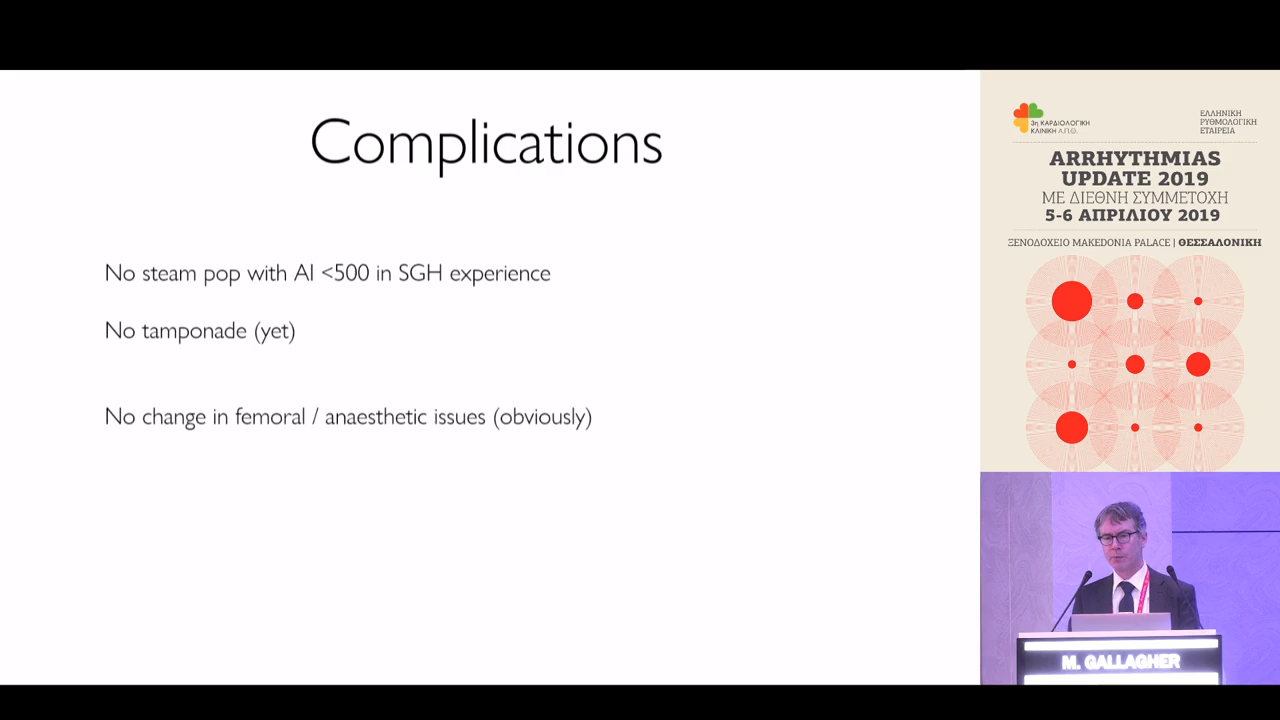 Complications
No steam pop with AI <500 in SGH experience
No tamponade (yet)
No change in femoral / anaesthetic issues (obviously)
3η ΚΑΡΔΙΟΛΟΓΙΚΗ
ΚΛΙΝΙΚΗ Α.Π.Θ.
ΕΛΛΗΝΙΚΗ
ΡΥΘΜΟΛΟΓΙΚΗ
ΕΤΑΙΡΕΙΑ
ARRHYTHMIAS
UPDATE 2019
ΜΕ ΔΙΕΘΝΗ ΣΥΜΜΕΤΟΧΗ
5-6 ΑΠΡΙΛΙΟΥ 2019
ΞΕΝΟΔΟΧΕΙΟ MAKEDONIA PALACE | ΘΕΣΣΑΛΟΝΙΚΗ
M. GALLAGHER